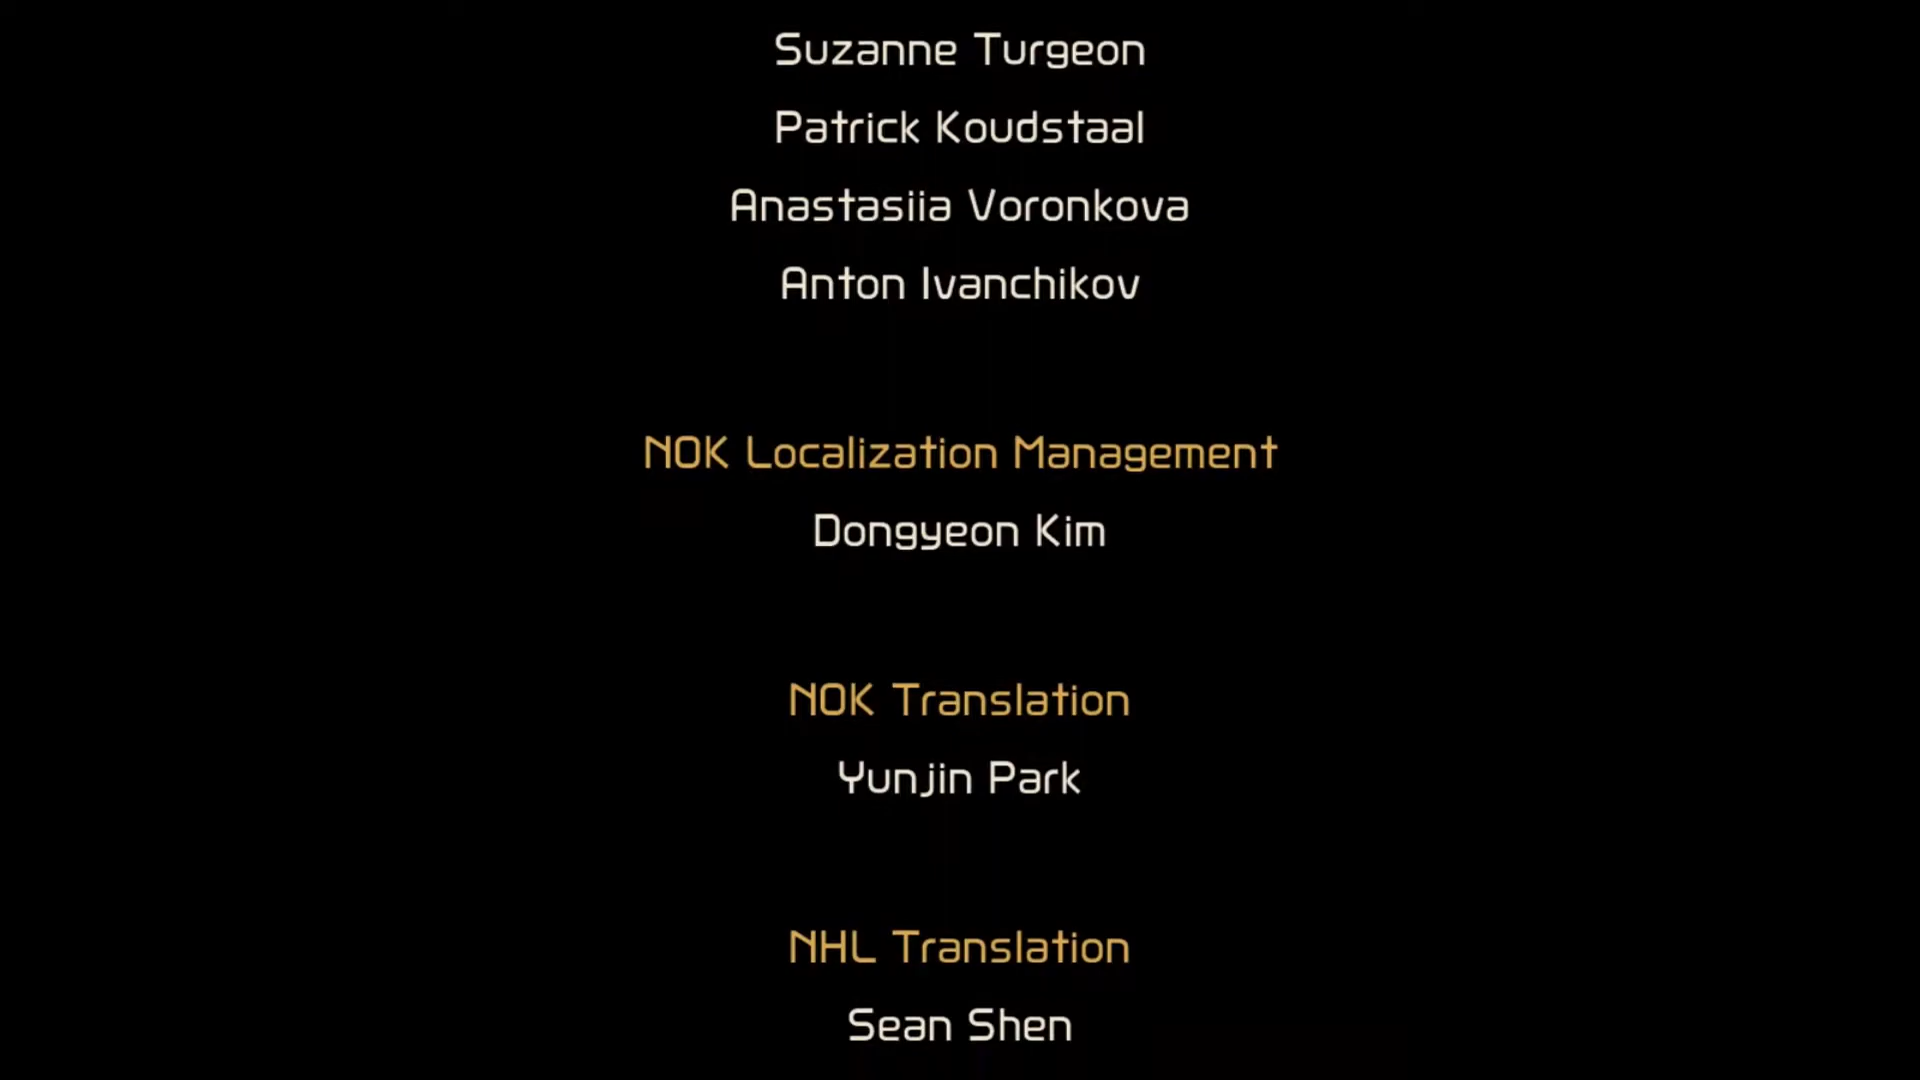 Suzanne Turgeon
Patrick Koudstaal
Anastasiia Voronkova
Anton Ivanchikov
NOK Localization Management
Dongyeon Kim
NOK Translation
Yunjin Park
NHL Translation
Sean Shen